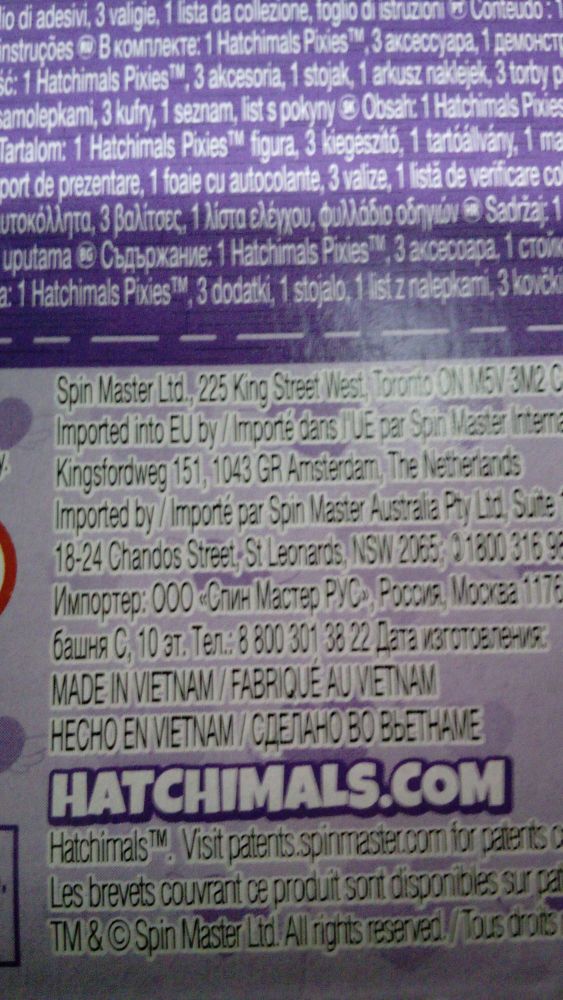 lio di adesivi, 3 valigie, 1 lista da collezione, foglio di istruzioni Conteúdo: 1
instruções RU В комплекте: 1 Hatchimals Pixies™, 3 аксессуара, 1 демонстр
ść: 1 Hatchimals Pixies™, 3 akcesoria, 1 stojak, 1 arkusz naklejek, 3 torby p
samolepkami, 3 kufry, 1 seznam, list s pokyny SK Obsah: 1 Hatchimals Pixies
Tartalom: 1 Hatchimals Pixies™ figura, 3 kiegészítő, 1 tartóállvány, 1 ma
port de prezentare, 1 foaie cu autocolante, 3 valize, 1 listă de verificare co
υτοκόλλητα, 3 βαλίτσες, 1 λίστα ελέγχου, φυλλάδιο οδηγιών Sadržaj: 1
uputama BG Съдържание: 1 Hatchimals Pixies™, 3 аксесоара, 1 стойк
a: 1 Hatchimals Pixies™, 3 dodatki, 1 stojalo, 1 list z nalepkami, 3 kovčki
Spin Master Ltd., 225 King Street West, Toronto ON M5V 3M2 C
Imported into EU by / Importé dans l'UE par Spin Master Interna
y.
Kingsfordweg 151, 1043 GR Amsterdam, The Netherlands
Imported by / Importé par Spin Master Australia Pty Ltd, Suite
18-24 Chandos Street, St Leonards, NSW 2065; 1800 316 98
Импортер: ООО «Спин Мастер РУС», Россия, Москва 1176
башня С, 10 эт. Тел.: 8 800 301 38 22 Дата изготовления:
MADE IN VIETNAM / FABRIQUÉ AU VIETNAM
HECHO EN VIETNAM / СДЕЛАНО ВО ВЬЕТНАМЕ
HATCHIMALS.COM
Hatchimals™. Visit patents.spinmaster.com for patents c
Les brevets couvrant ce produit sont disponibles sur pat
TM & © Spin Master Ltd. All rights reserved. / Tous droits